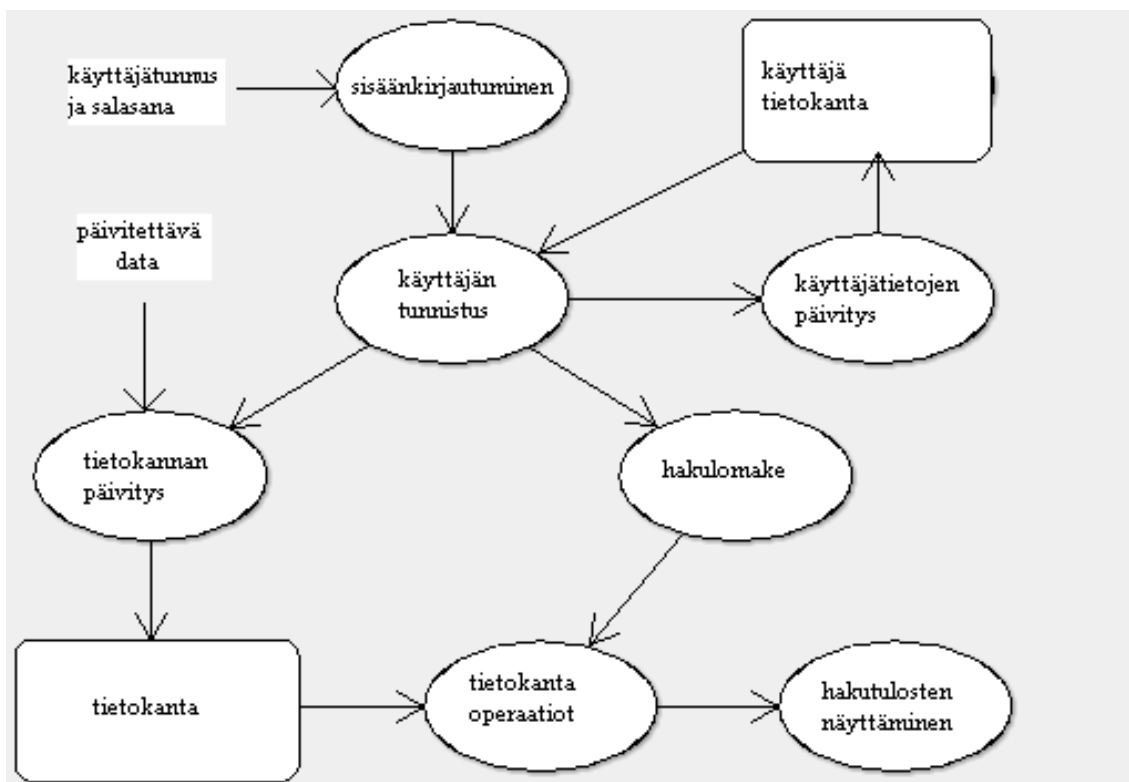 käyttäjätunnus
ja salasana
sisäänkirjautuminen
käyttäjä
tietokanta
päivitettävä
data
käyttäjän
tunnistus
käyttäjätietojen
päivitys
tietokannan
päivitys
hakulomake
tietokanta
tietokanta
operaatiot
hakutulosten
näyttäminen